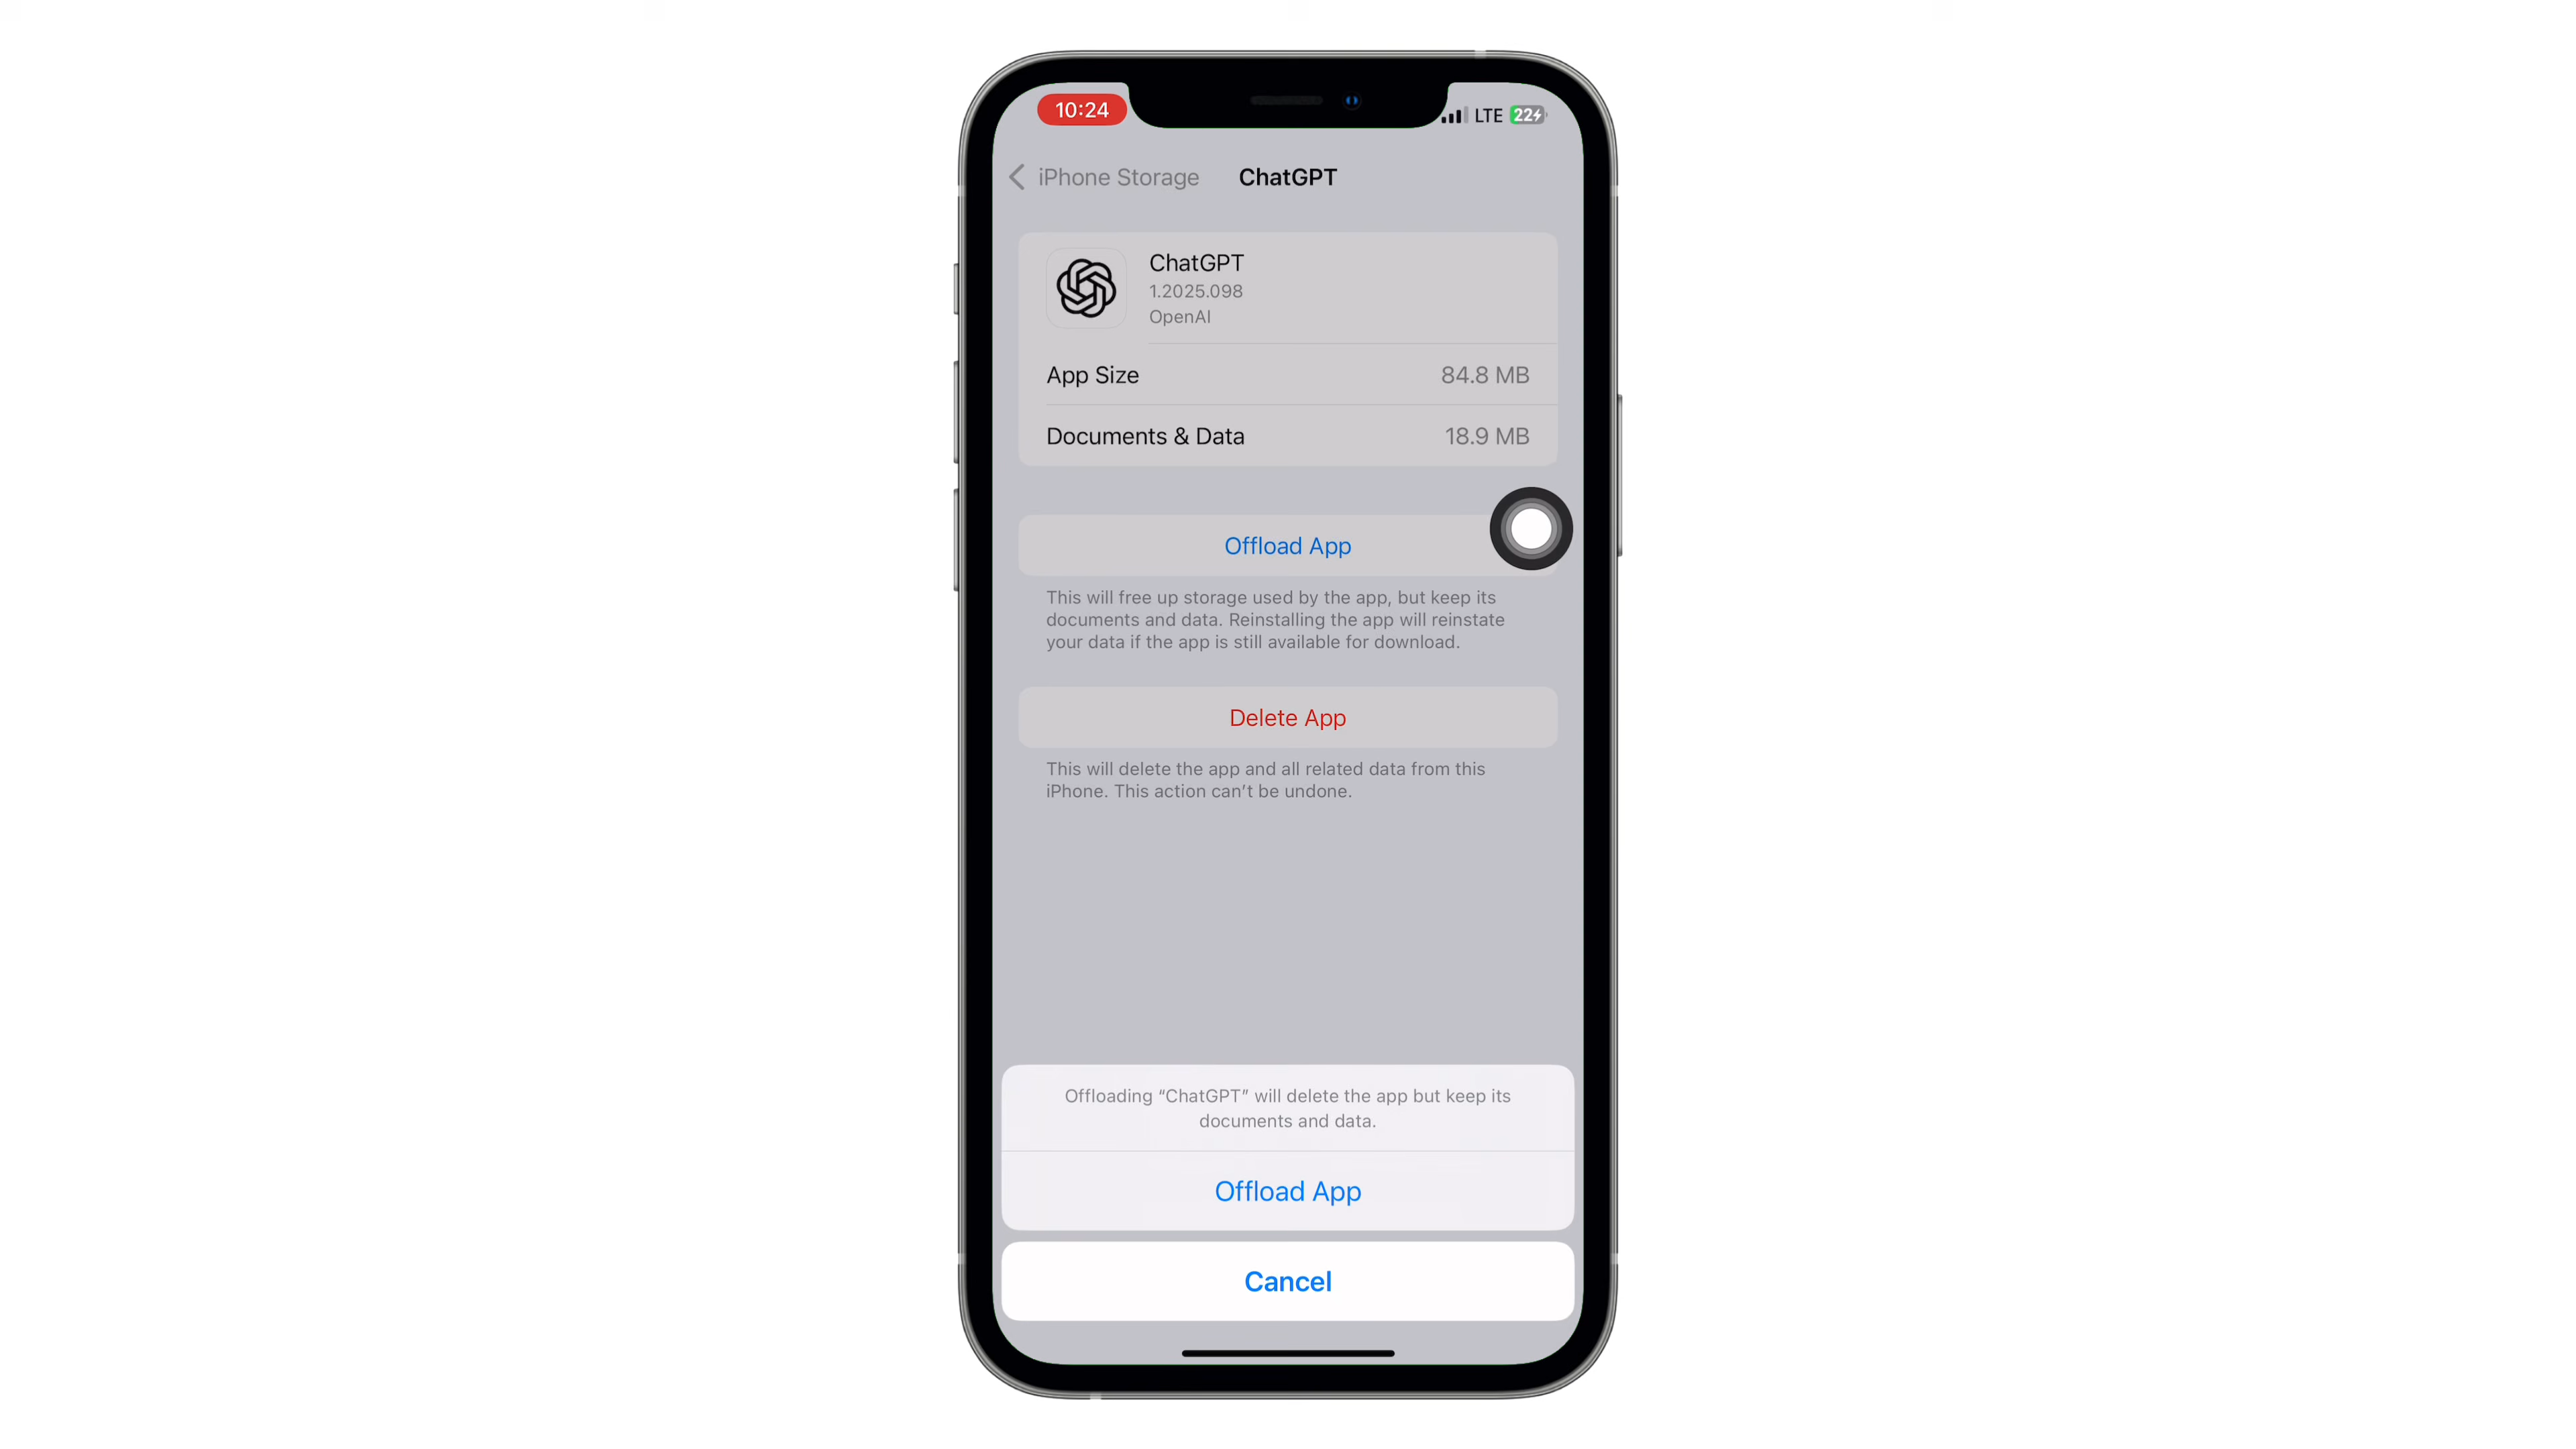 10:24
LTE 22
iPhone Storage ChatGPT
ChatGPT
1.2025.098
OpenAI
App Size 84.8 MB
Documents & Data 18.9 MB
Offload App
This will free up storage used by the app, but keep its
documents and data. Reinstalling the app will reinstate
your data if the app is still available for download.
Delete App
This will delete the app and all related data from this
iPhone. This action can’t be undone.
Offloading “ChatGPT” will delete the app but keep its
documents and data.
Offload App
Cancel